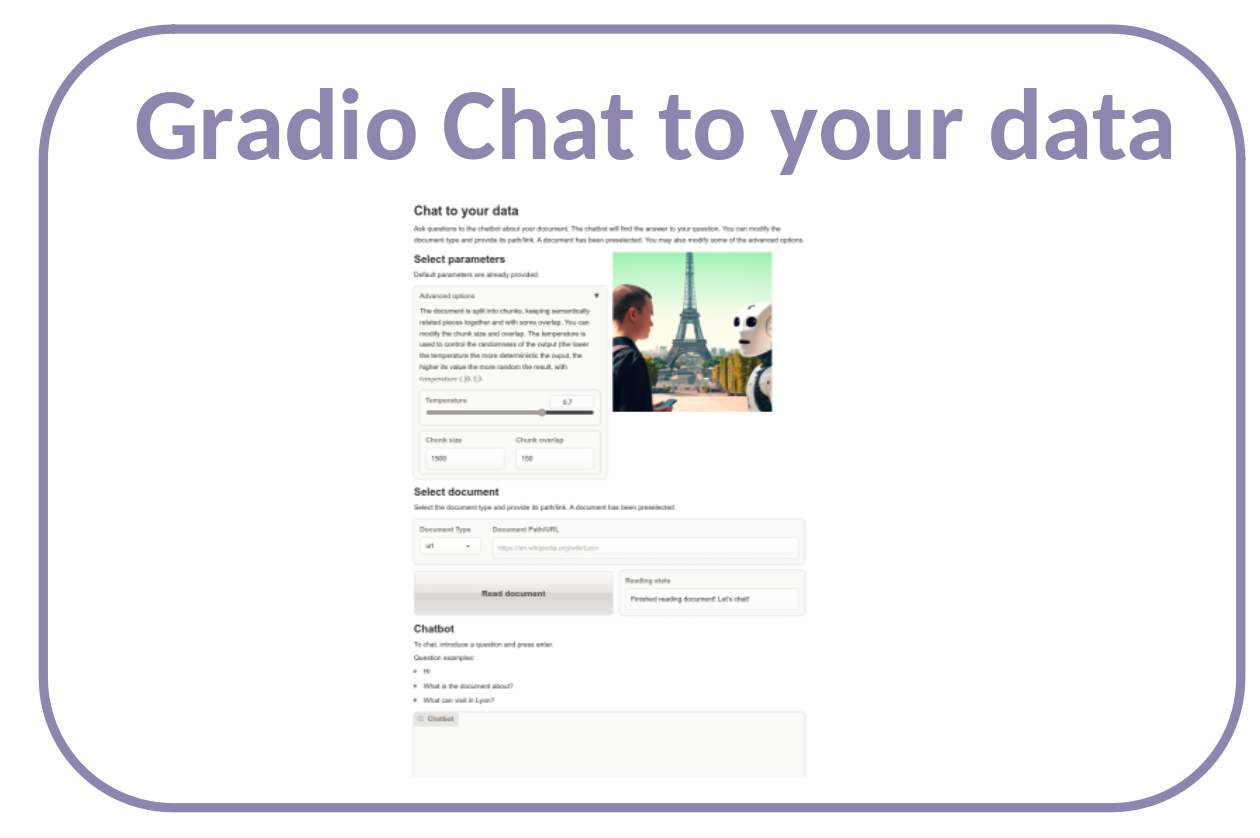 Gradio Chat to your data
Chat to your data
Ask questions to the chatbot about your document. The chatbot will find the answer to your question. You can modify the
document type and provide its path/link. A document has been preselected. You may also modify some of the advanced options.
Select parameters
Default parameters are already provided.
Advanced options
The document is split into chunks, keeping semantically
related pieces together and with some overlap. You can
modify the chunk size and overlap. The temperature is
used to control the randomness of the output (the lower
the temperature the more deterministic the ouput, the
higher its value the more random the result, with
temperature ∈ [0, 1]).
Temperature
0.7
Chunk size
Chunk overlap
1500
150
Select document
Select the document type and provide its path/link. A document has been preselected.
Document Type
Document Path/URL
url
https://en.wikipedia.org/wiki/Lyon
Read document
Reading state
Finished reading document! Let's chat!
Chatbot
To chat, introduce a question and press enter.
Question examples:
• Hi
• What is the document about?
• What can visit in Lyon?
Chatbot